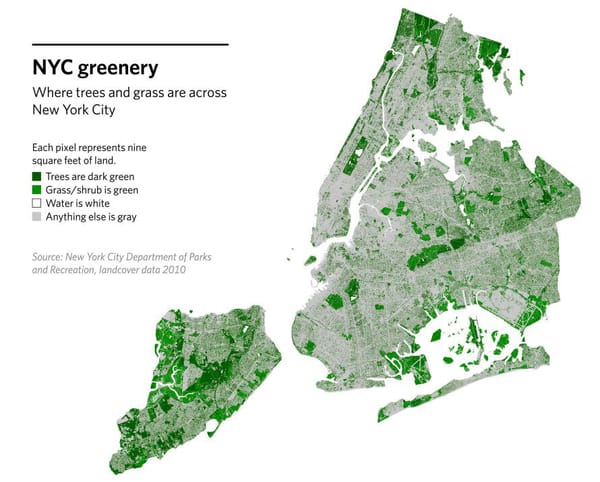 NYC greenery
Where trees and grass are across
New York City
Each pixel represents nine
square feet of land.
Trees are dark green
Grass/shrub is green
Water is white
Anything else is gray
Source: New York City Department of Parks
and Recreation, landcover data 2010